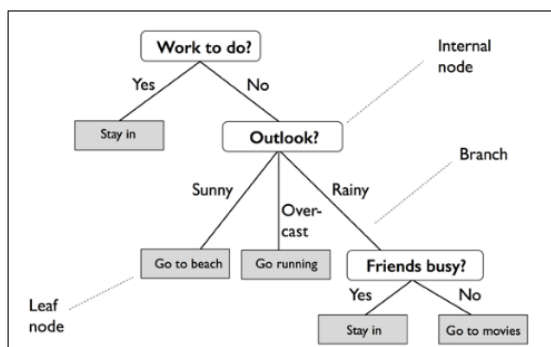 Work to do?
Internal
node
Yes
No
Stay in
Outlook?
Branch
Sunny
Over-
cast
Rainy
Go to beach
Go running
Friends busy?
Leaf
node
Yes
No
Stay in
Go to movies